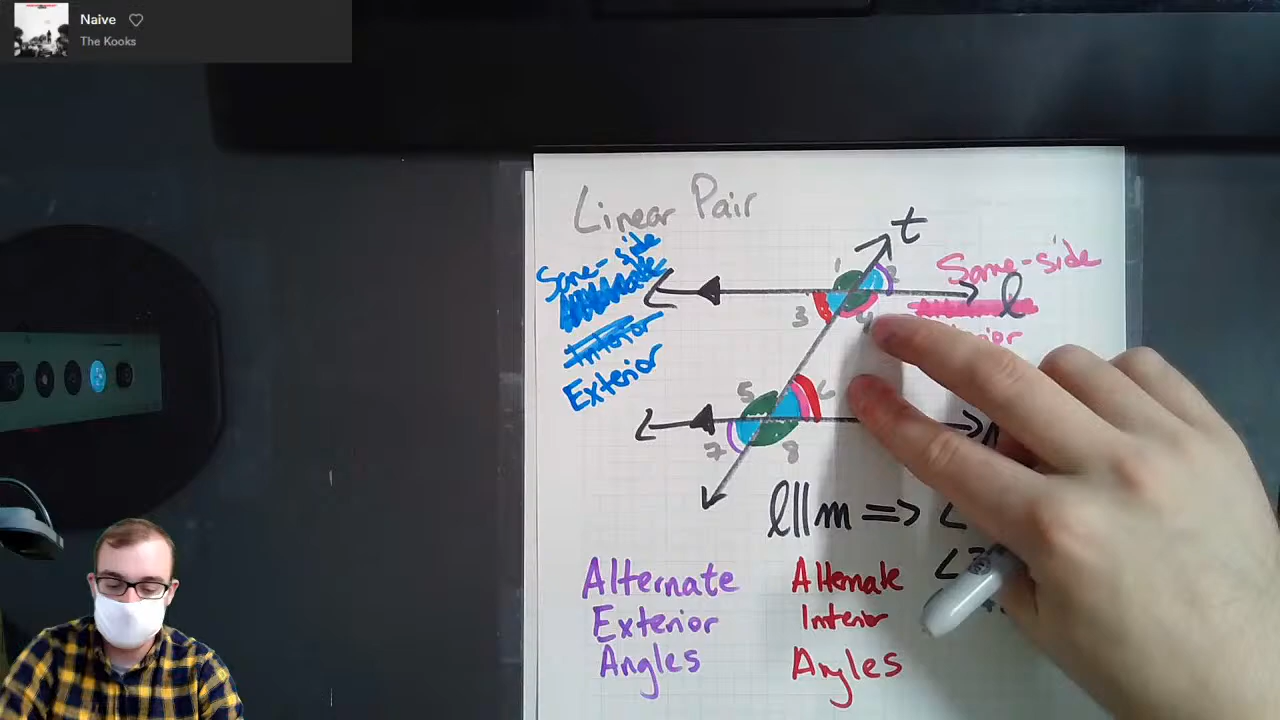 Naive
The Kooks
Linear Pair
t
Same-side
Same-side
l
1
2
3
4
Interior
Exterior
5
6
7
8
l || m => <
Alternate
Exterior
Angles
Alternate
Interior
Angles